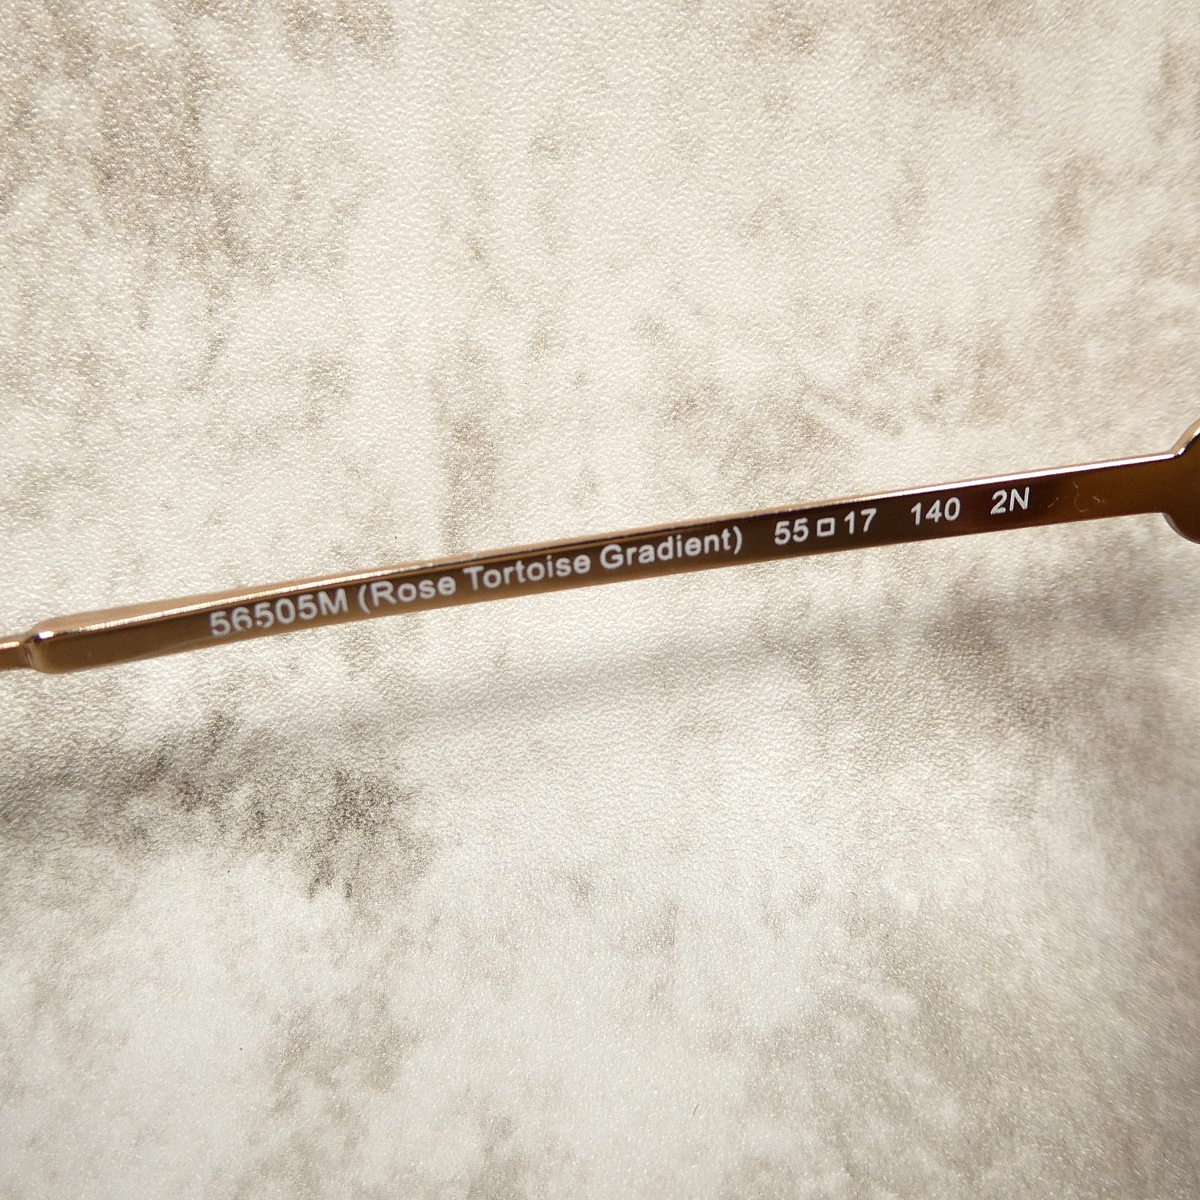 56505M (Rose Tortoise Gradient) 55□17 140 2N